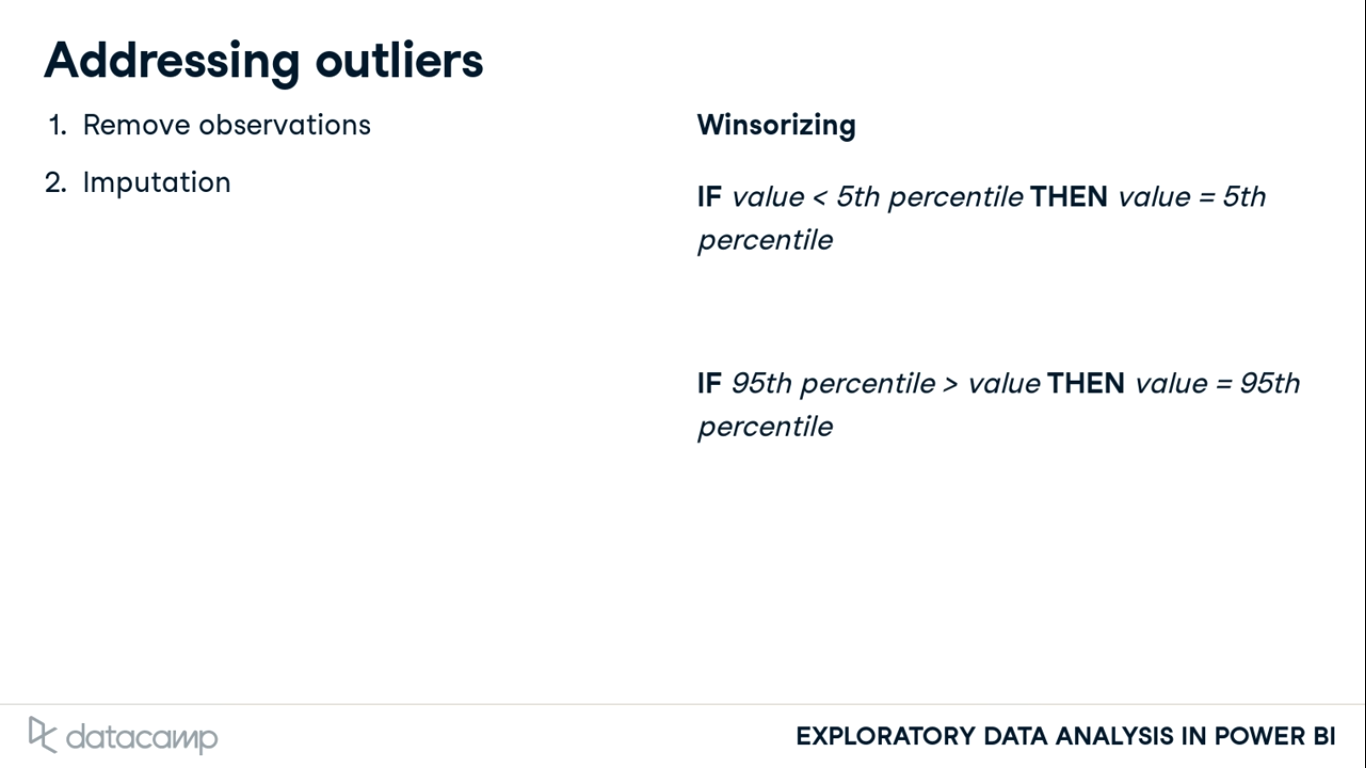 Addressing outliers
1. Remove observations
2. Imputation
Winsorizing
IF value < 5th percentile THEN value = 5th
percentile
IF 95th percentile > value THEN value = 95th
percentile
datacamp
EXPLORATORY DATA ANALYSIS IN POWER BI